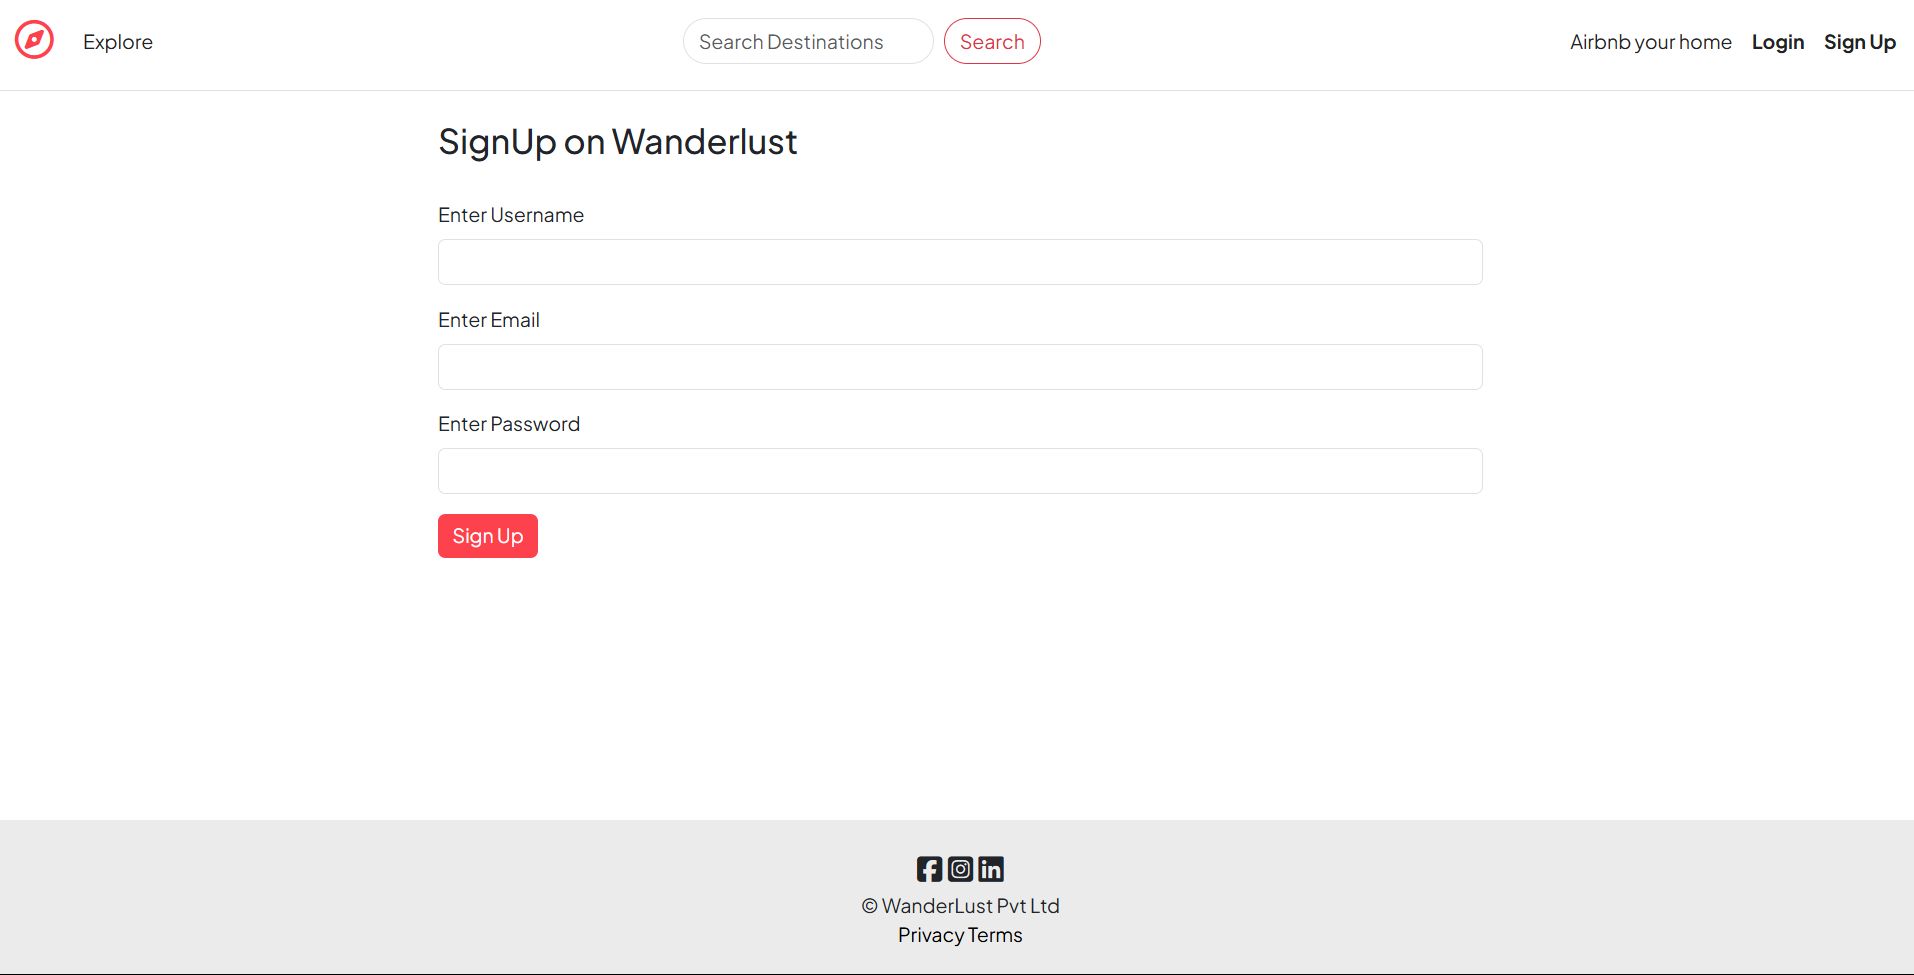 Explore Search Destinations Search Airbnb your home Login Sign Up
SignUp on Wanderlust
Enter Username
Enter Email
Enter Password
Sign Up
© WanderLust Pvt Ltd
Privacy Terms